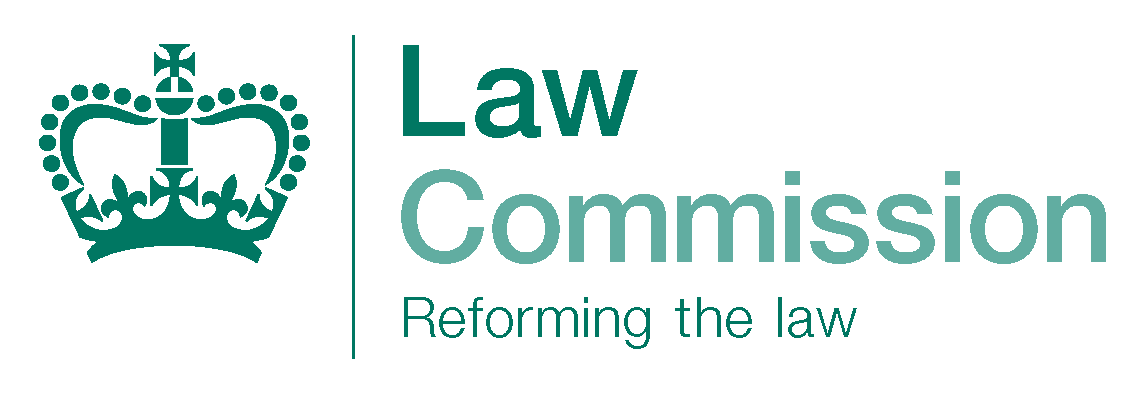 Law
Commission
Reforming the law